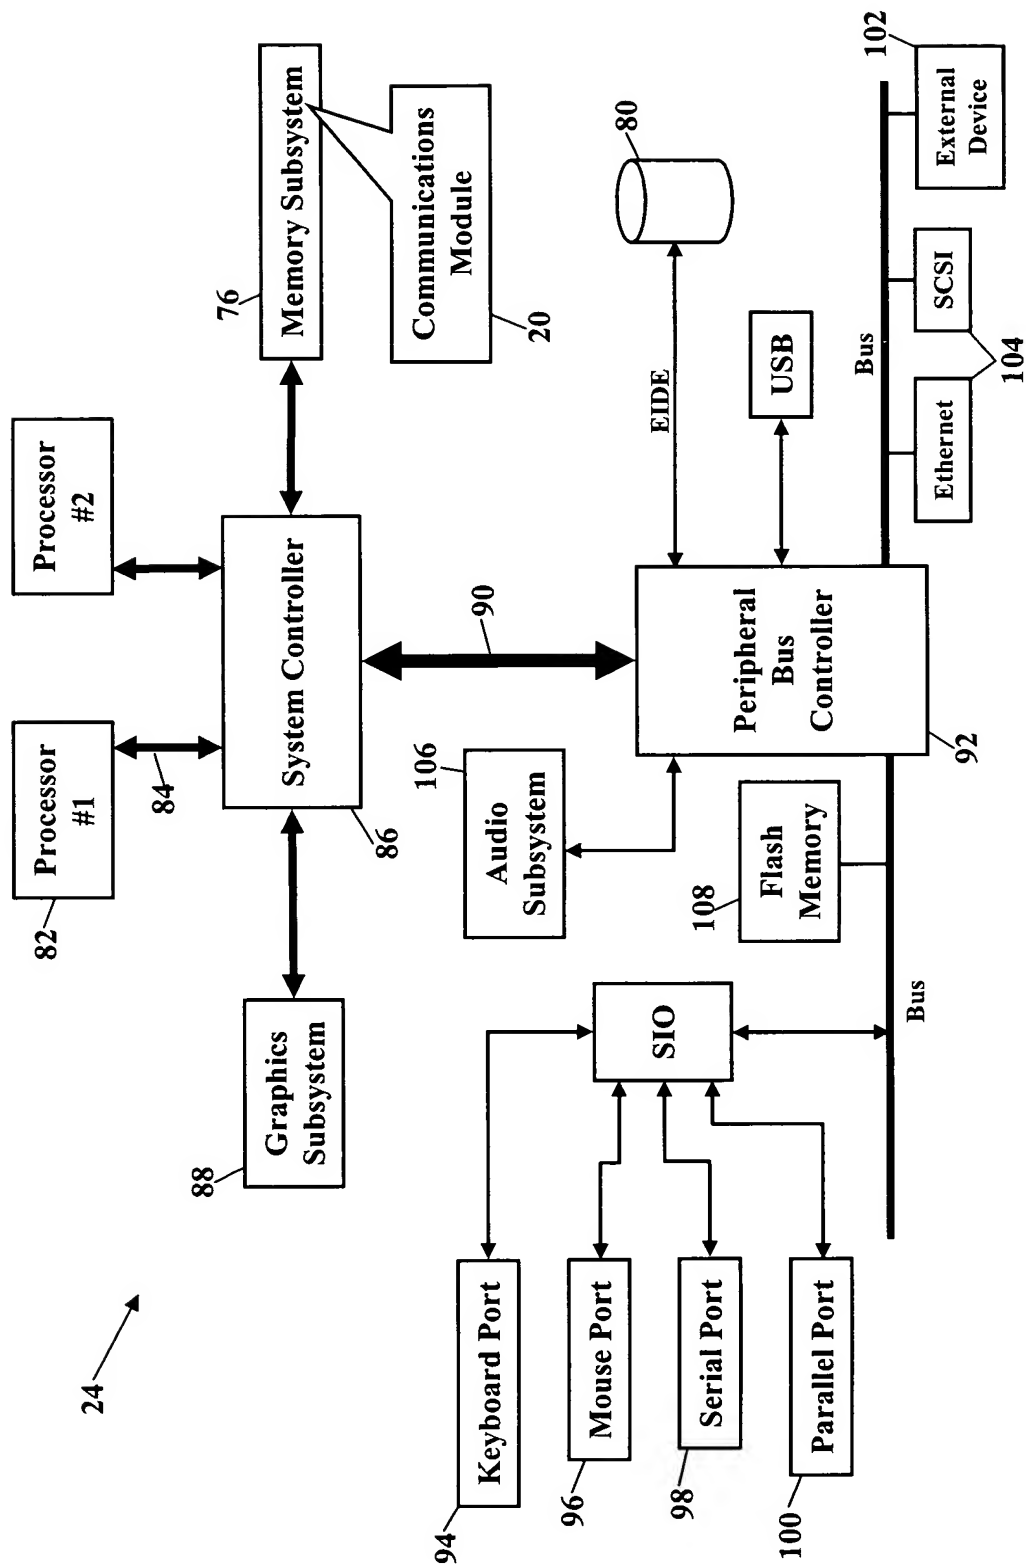 24
82
Processor
#1
Processor
#2
84
88
Graphics
Subsystem
System Controller
86
76
Memory Subsystem
Communications
Module
20
90
94
Keyboard Port
96
Mouse Port
98
Serial Port
100
Parallel Port
SIO
106
Audio
Subsystem
108
Flash
Memory
Peripheral
Bus
Controller
92
EIDE
80
USB
Bus
Bus
Ethernet
SCSI
104
External
Device
102